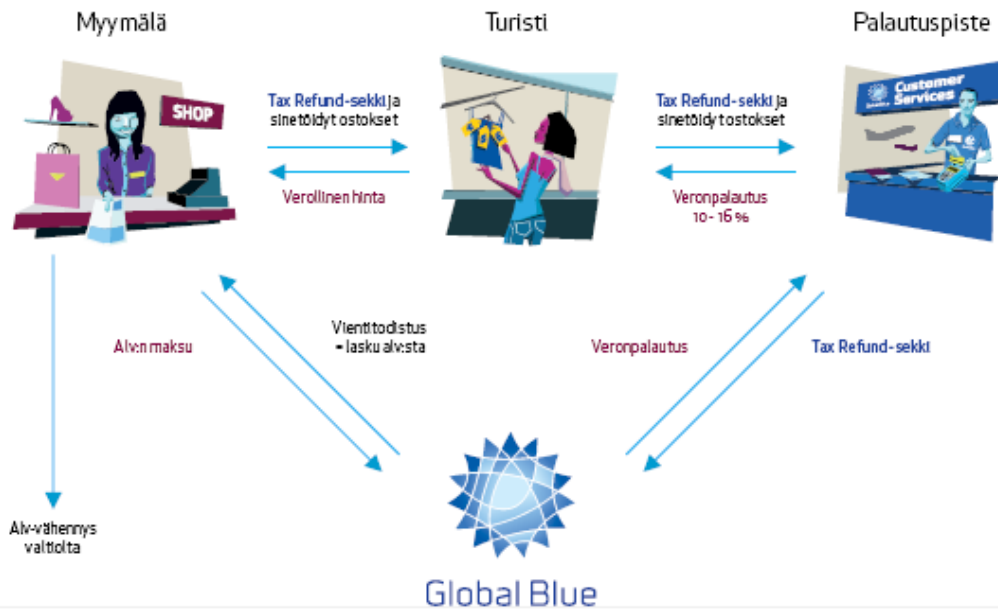 Myymälä
Turisti
Palautuspiste
SHOP
Tax Refund-sekki ja
sinetöidyt ostokset
Verollinen hinta
Tax Refund-sekki ja
sinetöidyt ostokset
Veronpalautus
10 - 16 %
Customer
Services
Alv:n maksu
Vientitodistus
= lasku alv:sta
Veronpalautus
Tax Refund-sekki
Alv-vähennys
valtiolta
Global Blue